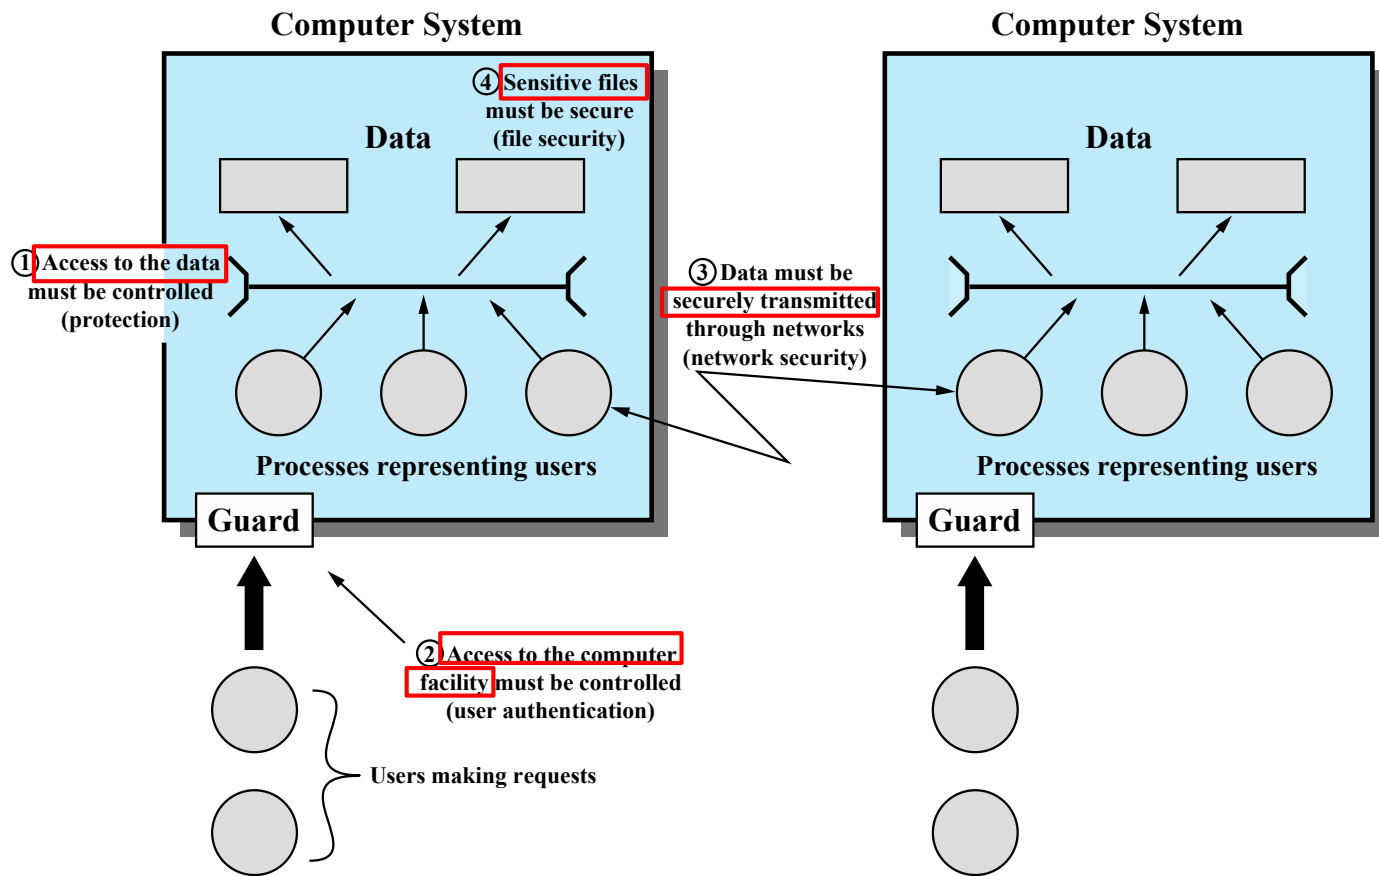 Computer System
④ Sensitive files
must be secure
(file security)
Data
① Access to the data
must be controlled
(protection)
Processes representing users
Guard
② Access to the computer
facility must be controlled
(user authentication)
Users making requests
③ Data must be
securely transmitted
through networks
(network security)
Computer System
Data
Processes representing users
Guard